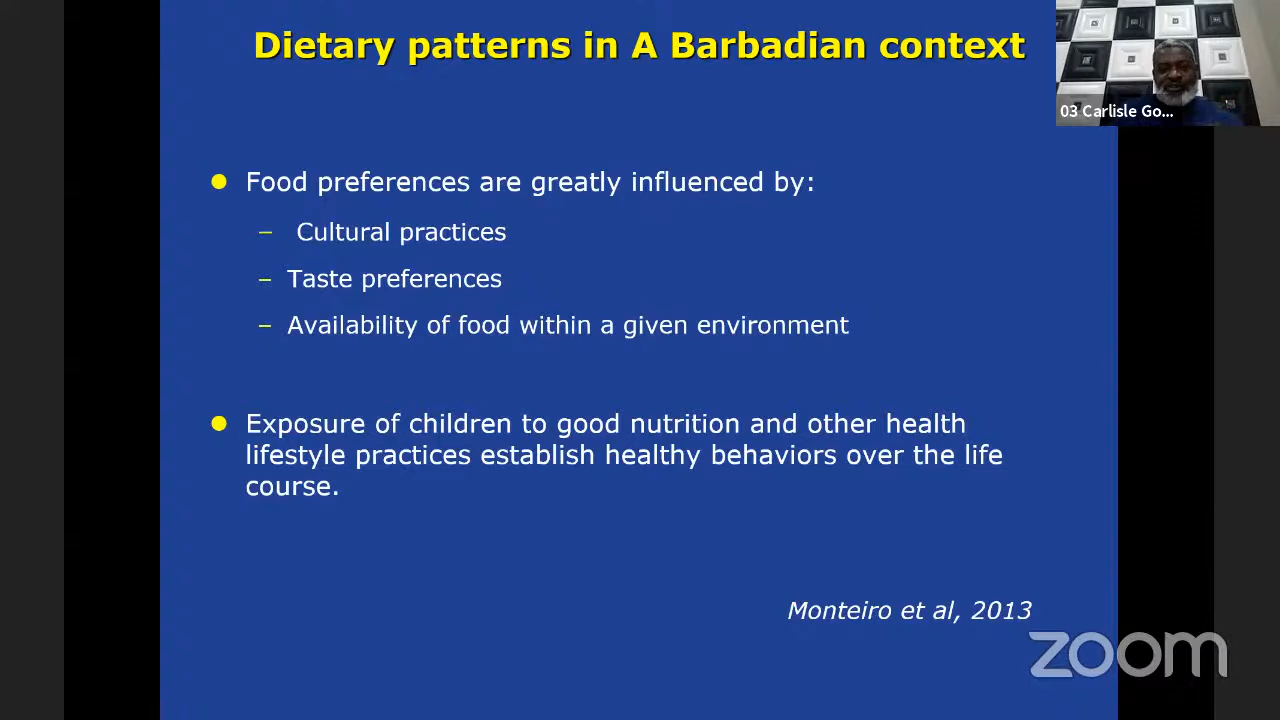 Dietary patterns in A Barbadian context
03 Carlisle Go...
● Food preferences are greatly influenced by:
– Cultural practices
– Taste preferences
– Availability of food within a given environment
● Exposure of children to good nutrition and other health
lifestyle practices establish healthy behaviors over the life
course.
Monteiro et al, 2013
zoom